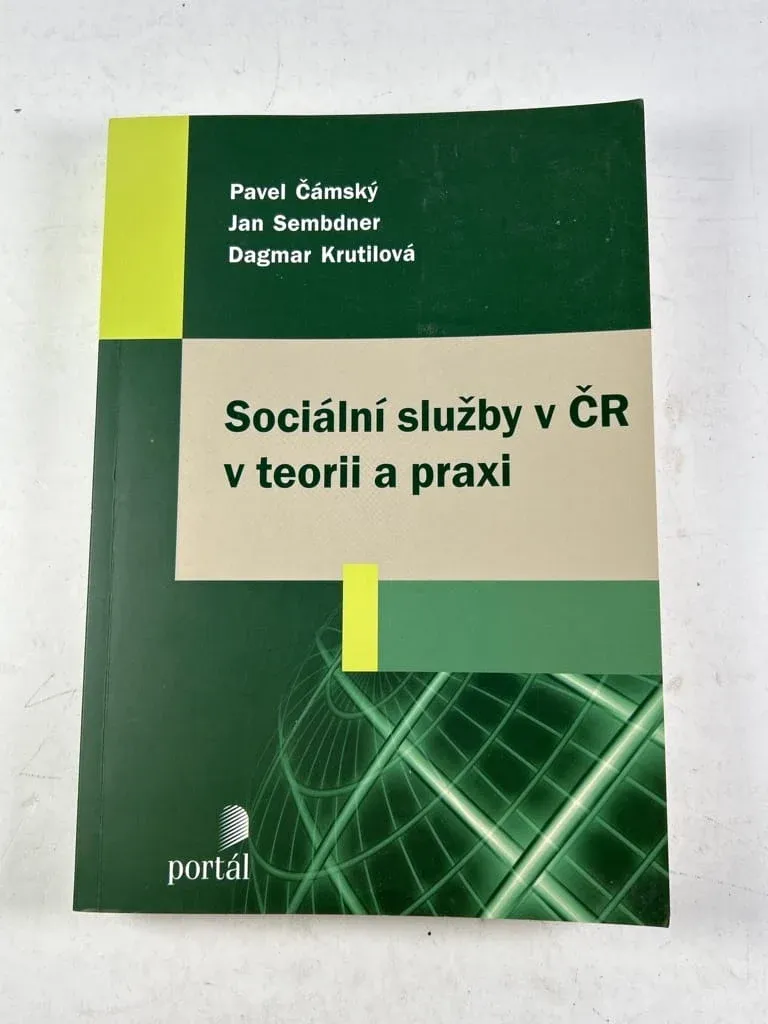 Pavel Čámský
Jan Sembdner
Dagmar Krutilová
Sociální služby v ČR
v teorii a praxi
portál